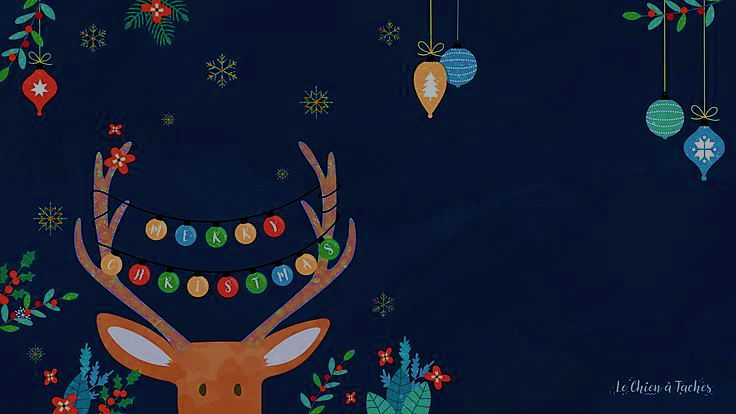 MERRY
CHRISTMAS
Le Chien à Taches